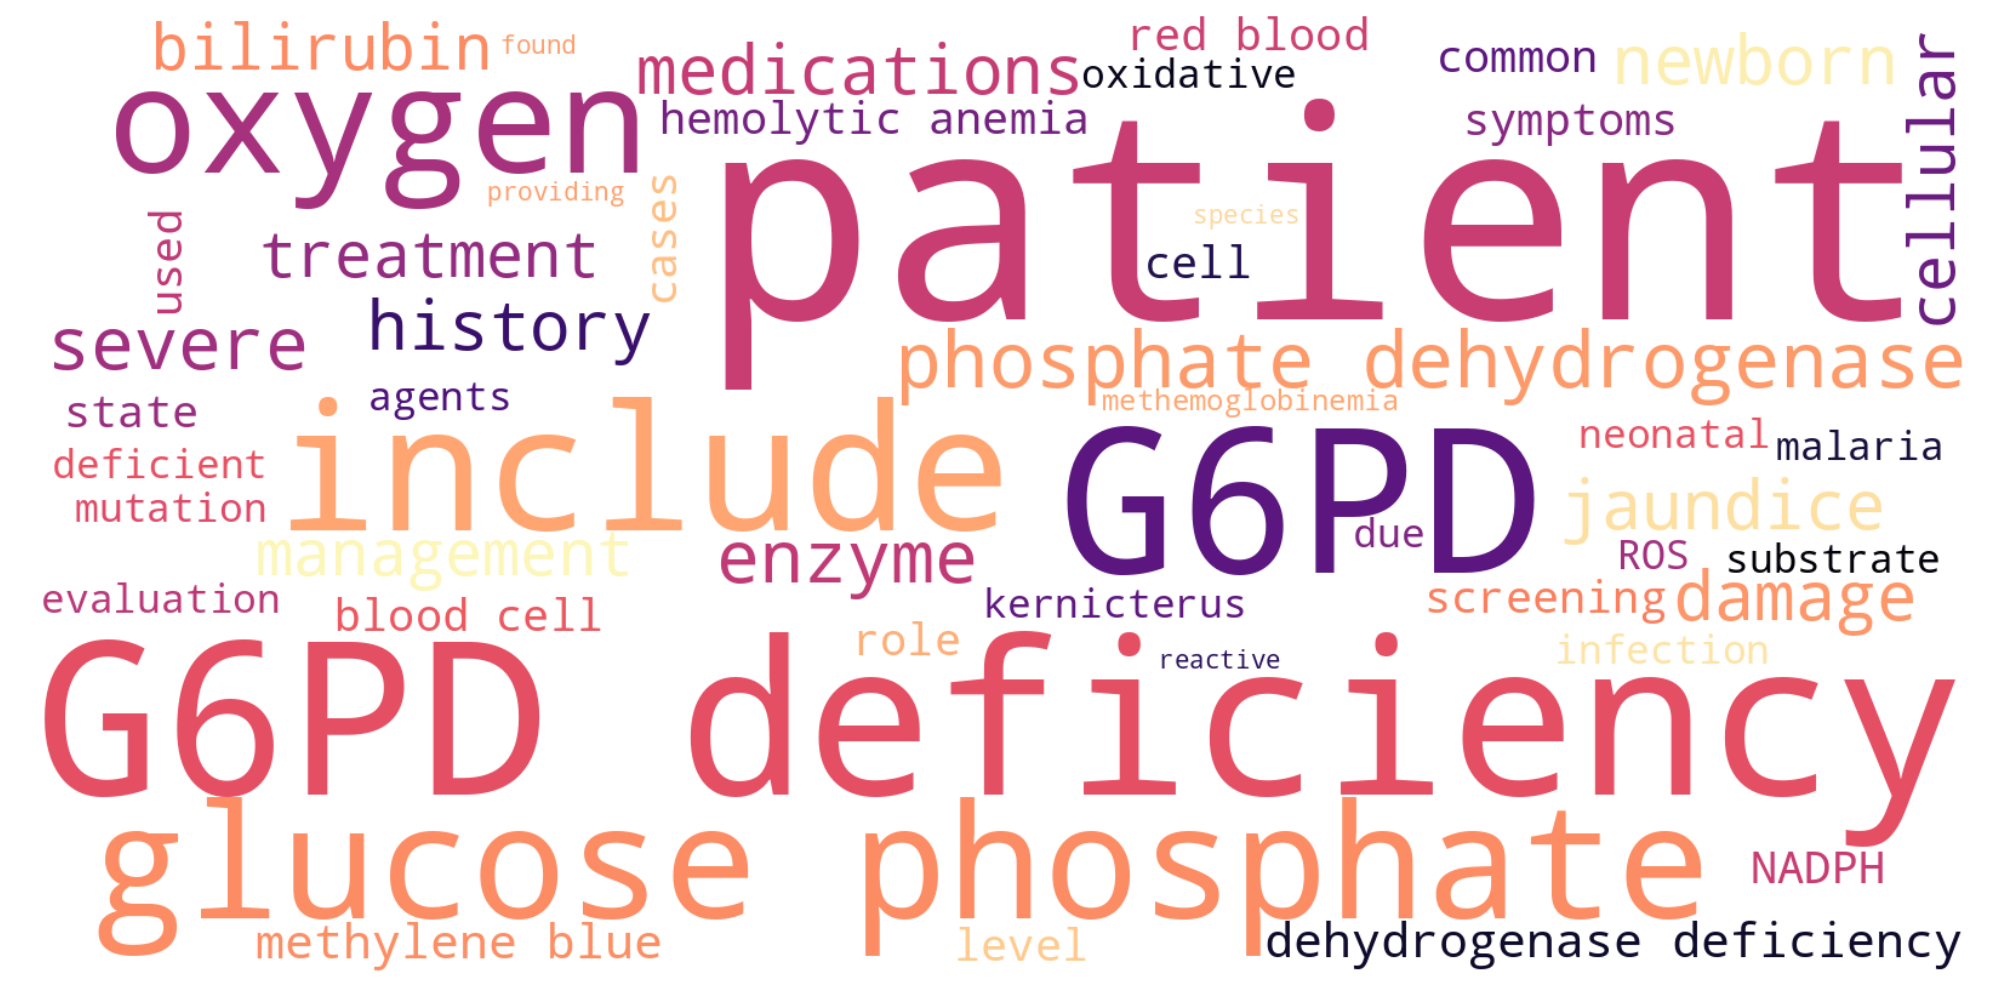 bilirubin
found
red blood
medications
oxidative
common
newborn
cellular
oxygen
hemolytic anemia
symptoms
patient
providing
cases
species
used
treatment
cell
history
severe
phosphate dehydrogenase
agents
methemoglobinemia
state
include
G6PD
neonatal
malaria
deficient
mutation
jaundice
due
management
enzyme
ROS
substrate
evaluation
blood cell
kernicterus
screening
damage
role
reactive
infection
G6PD deficiency
glucose phosphate
NADPH
methylene blue
level
dehydrogenase deficiency